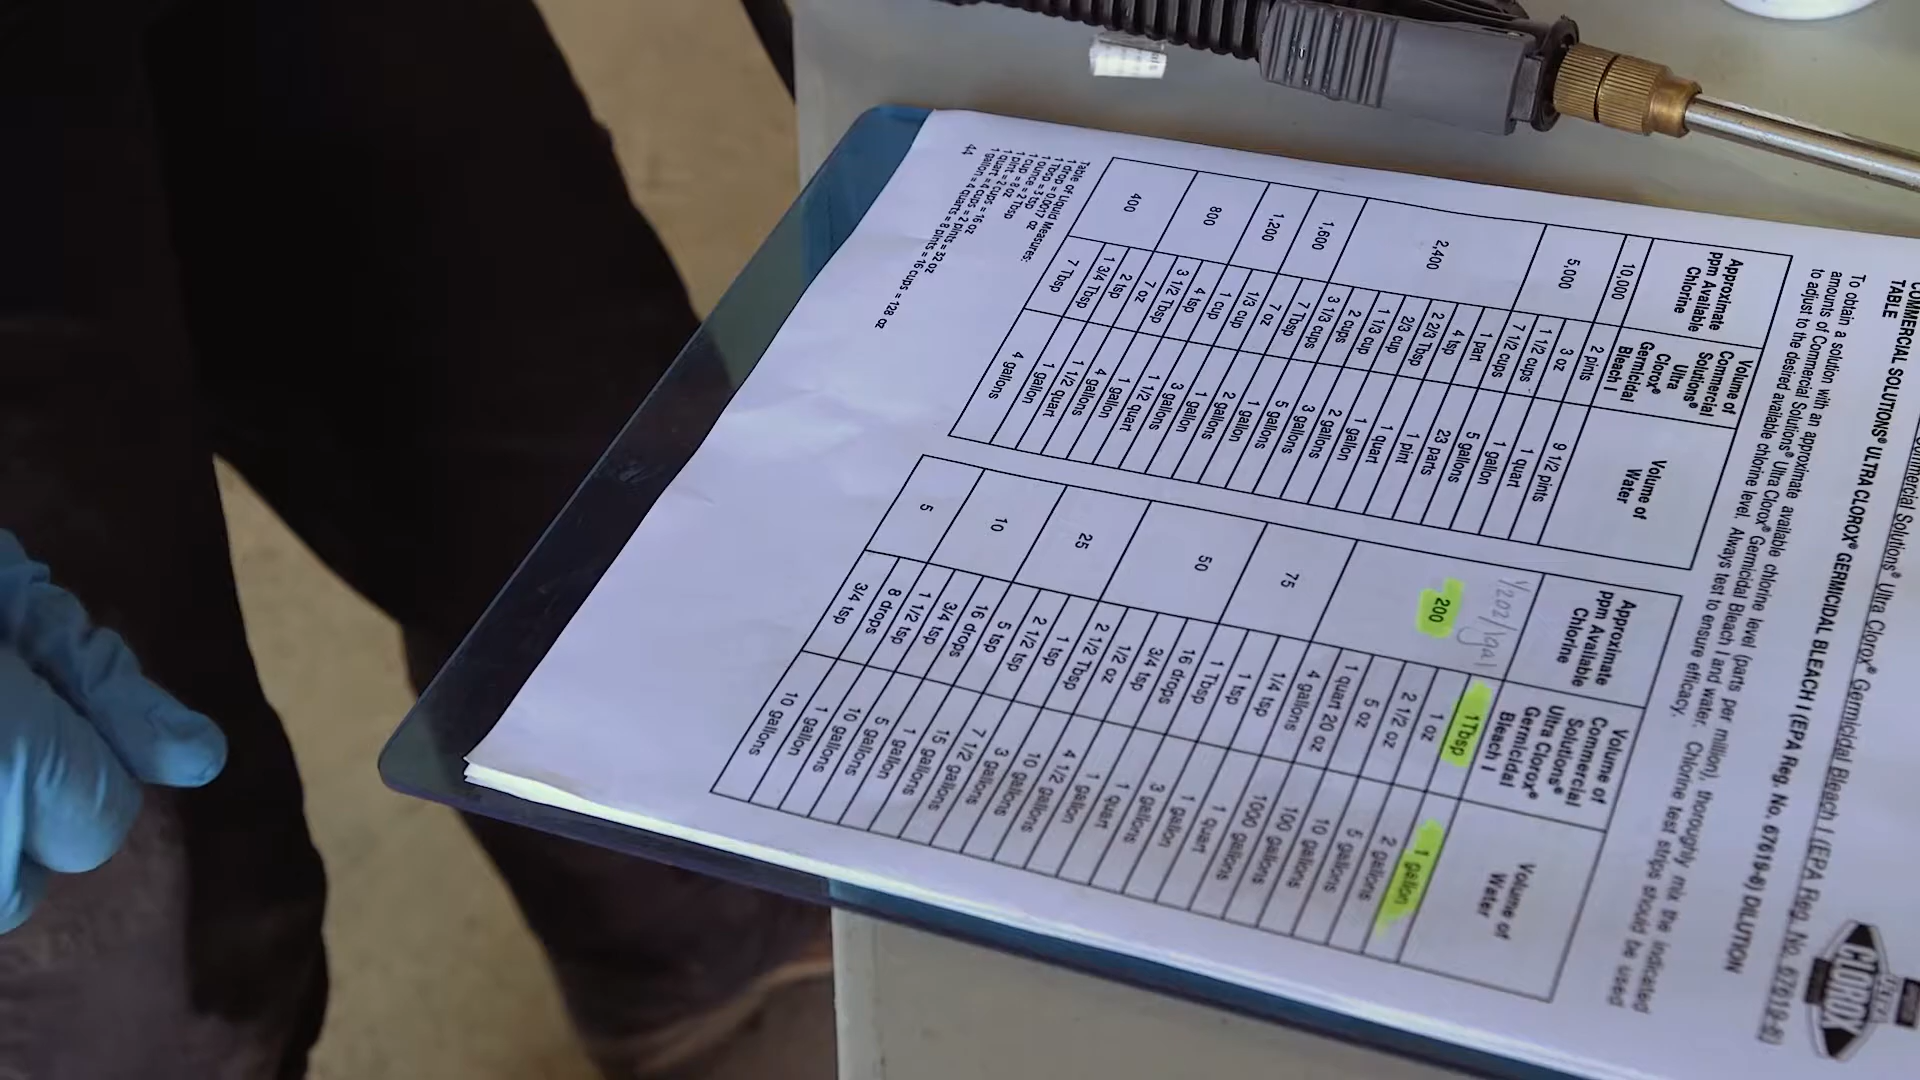 Commercial Solutions® Ultra Clorox® Germicidal Bleach I (EPA Reg. No. 67619-8)
CLOROX
COMMERCIAL SOLUTIONS® ULTRA CLOROX® GERMICIDAL BLEACH I (EPA Reg. No. 67619-8) DILUTION
TABLE
To obtain a solution with an approximate available chlorine level (parts per million), thoroughly mix the indicated
amounts of Commercial Solutions® Ultra Clorox® Germicidal Bleach I and water. Chlorine test strips should be used
to adjust to the desired available chlorine level. Always test to ensure efficacy.
Approximate
ppm Available
Chlorine
Volume of
Commercial
Solutions®
Ultra
Clorox®
Germicidal
Bleach I
Volume of
Water
10,000 2 pints 9 1/2 pints
5,000 3 oz 1 quart
1 1/2 cups 1 gallon
7 1/2 cups 5 gallons
2,400 1 part 23 parts
4 tsp 1 pint
2 2/3 Tbsp 1 quart
2/3 cup 1 gallon
1 1/3 cup 2 gallons
2 cups 3 gallons
3 1/3 cups 5 gallons
1,600 7 Tbsp 1 gallon
7 oz 2 gallons
1,200 1/3 cup 1 gallon
1 cup 3 gallons
800 4 tsp 1 1/2 quart
3 1/2 Tbsp 1 gallon
7 oz 4 gallons
400 2 tsp 1 1/2 quart
1 3/4 Tbsp 1 gallon
7 Tbsp 4 gallons
Approximate
ppm Available
Chlorine
Volume of
Commercial
Solutions®
Ultra Clorox®
Germicidal
Bleach I
Volume of
Water
200 1Tbsp 1 gallon
1 oz 2 gallons
2 1/2 oz 5 gallons
5 oz 10 gallons
1 quart 20 oz 100 gallons
4 gallons 1000 gallons
75 1/4 tsp 1 quart
1 tsp 1 gallon
1 Tbsp 3 gallons
50 16 drops 1 quart
3/4 tsp 1 gallon
1/2 oz 4 1/2 gallons
2 1/2 Tbsp 10 gallons
25 1 tsp 3 gallons
2 1/2 tsp 7 1/2 gallons
5 tsp 15 gallons
10 16 drops 1 gallon
3/4 tsp 5 gallons
1 1/2 tsp 10 gallons
5 8 drops 1 gallon
3/4 tsp 10 gallons
Table of Liquid Measures:
1 drop = 0.0017 oz
1 Tbsp = 3 tsp
1 ounce = 2 Tbsp
1 cup = 8 oz
1 pint = 2 cups = 16 oz
1 quart = 4 cups = 2 pints = 32 oz
1 gallon = 4 quarts = 8 pints = 16 cups = 128 oz
44